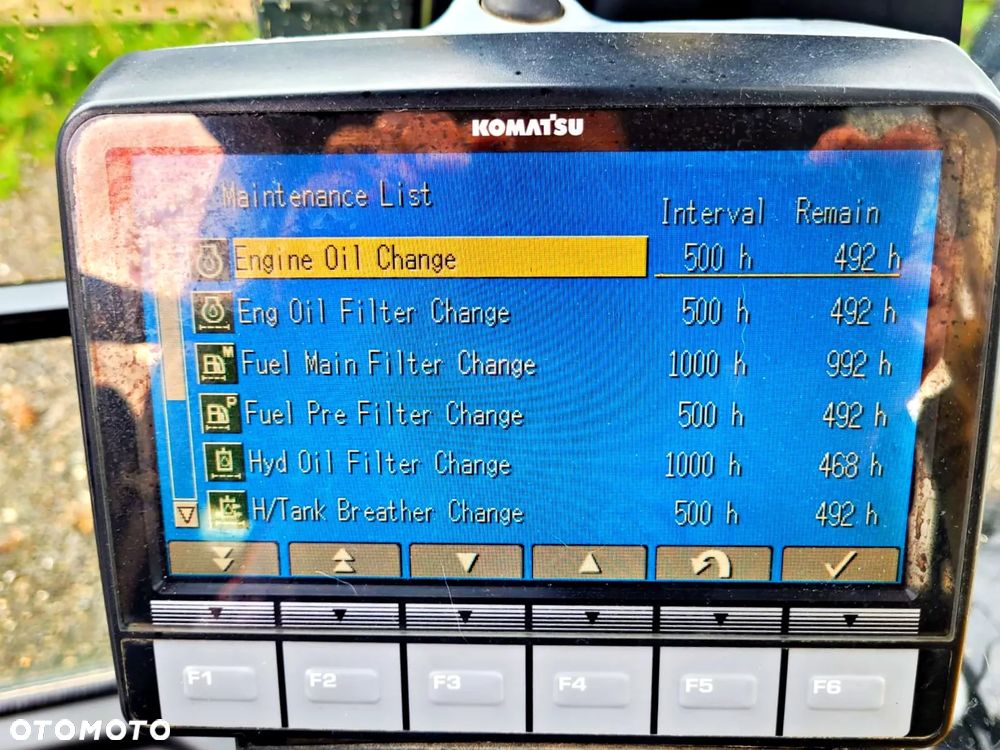 KOMATSU
Maintenance List
Interval Remain
Engine Oil Change 500 h 492 h
Eng Oil Filter Change 500 h 492 h
M Fuel Main Filter Change 1000 h 992 h
P Fuel Pre Filter Change 500 h 492 h
Hyd Oil Filter Change 1000 h 468 h
H/Tank Breather Change 500 h 492 h
F1 F2 F3 F4 F5 F6
OTOMOTO